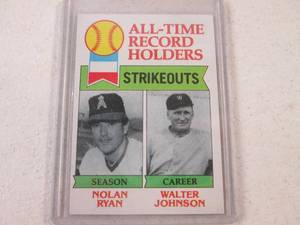 ALL-TIME
RECORD
HOLDERS
STRIKEOUTS
A
SEASON
CAREER
NOLAN
RYAN
WALTER
JOHNSON